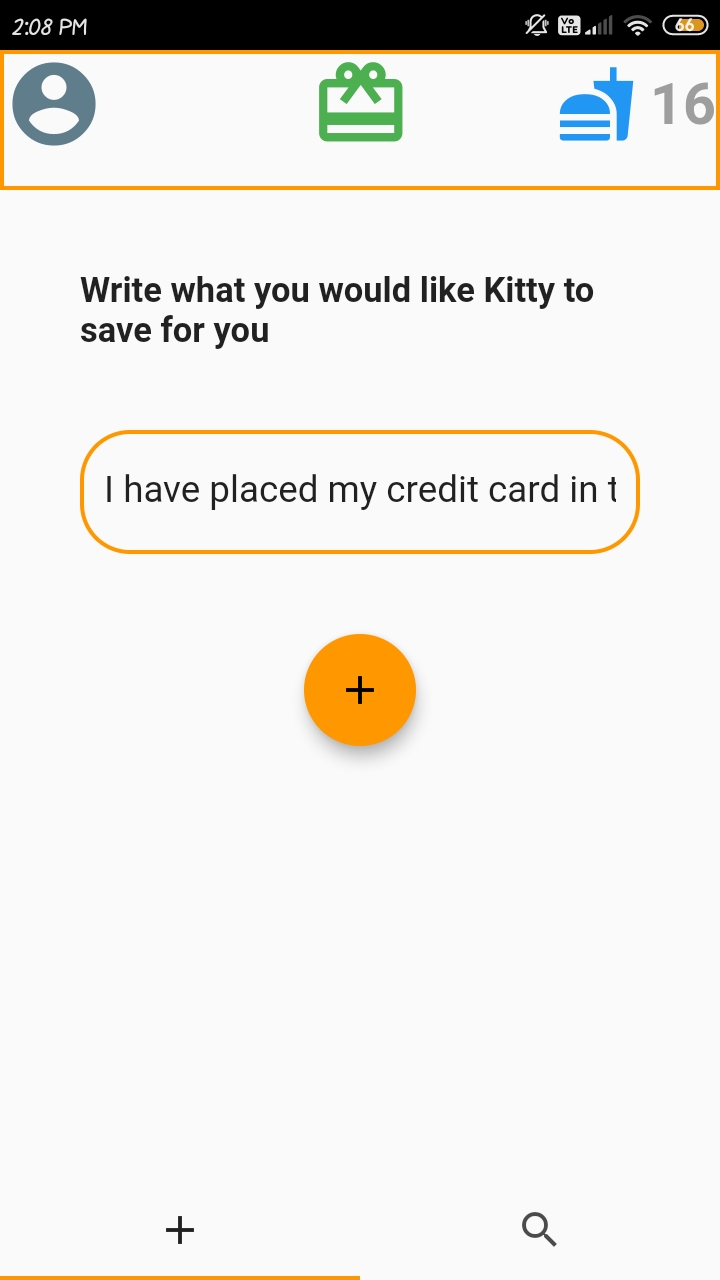 2:08 PM
Vo
LTE
66
16
Write what you would like Kitty to
save for you
I have placed my credit card in t